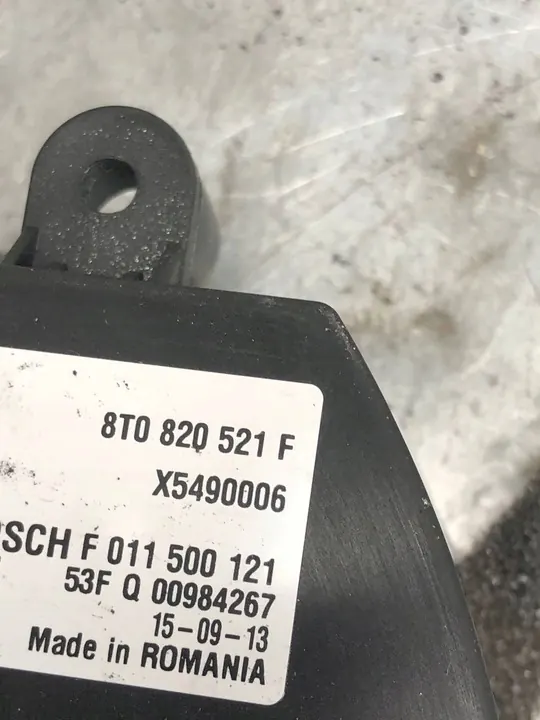 8T0 820 521 F
X5490006
SCH F 011 500 121
53F Q 00984267
15-09-13
Made in ROMANIA